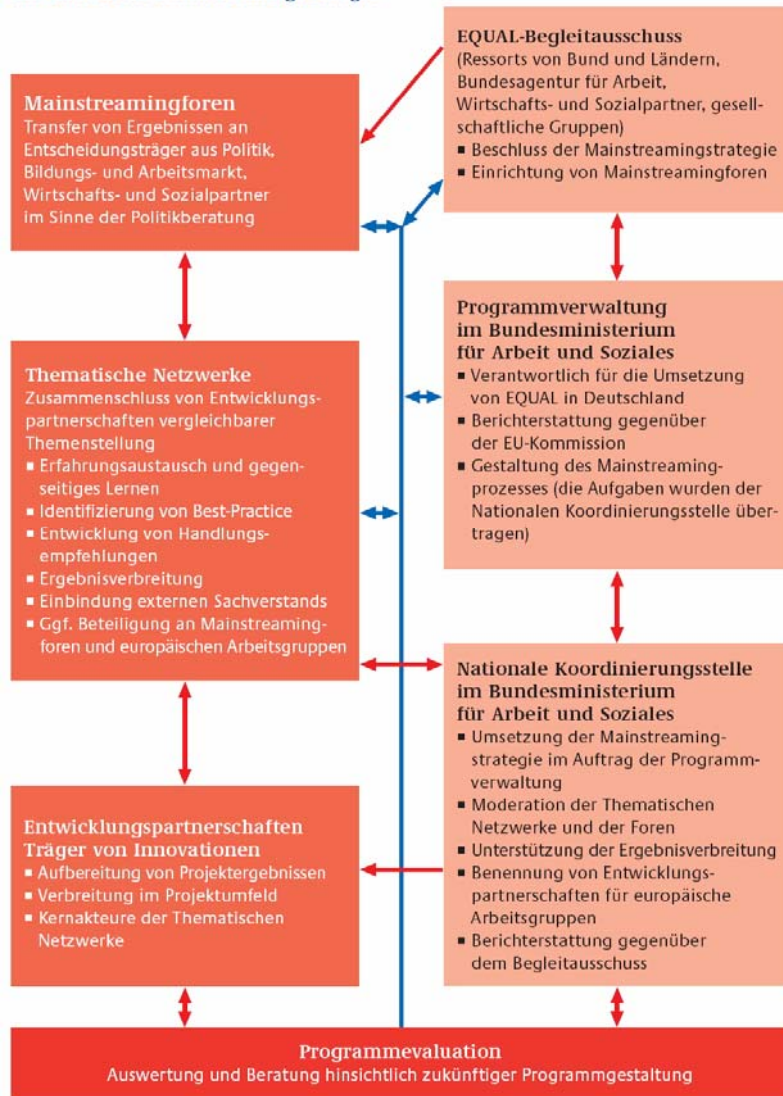 Mainstreamingforen
Transfer von Ergebnissen an
Entscheidungsträger aus Politik,
Bildungs- und Arbeitsmarkt,
Wirtschafts- und Sozialpartner
im Sinne der Politikberatung
Thematische Netzwerke
Zusammenschluss von Entwicklungs-
partnerschaften vergleichbarer
Themenstellung
▪ Erfahrungsaustausch und gegen-
seitiges Lernen
▪ Identifizierung von Best-Practice
▪ Entwicklung von Handlungs-
empfehlungen
▪ Ergebnisverbreitung
▪ Einbindung externen Sachverstands
▪ Ggf. Beteiligung an Mainstreaming-
foren und europäischen Arbeitsgruppen
Entwicklungspartnerschaften
Träger von Innovationen
▪ Aufbereitung von Projektergebnissen
▪ Verbreitung im Projektumfeld
▪ Kernakteure der Thematischen
Netzwerke
EQUAL-Begleitausschuss
(Ressorts von Bund und Ländern,
Bundesagentur für Arbeit,
Wirtschafts- und Sozialpartner, gesell-
schaftliche Gruppen)
▪ Beschluss der Mainstreamingstrategie
▪ Einrichtung von Mainstreamingforen
Programmverwaltung
im Bundesministerium
für Arbeit und Soziales
▪ Verantwortlich für die Umsetzung
von EQUAL in Deutschland
▪ Berichterstattung gegenüber
der EU-Kommission
▪ Gestaltung des Mainstreaming-
prozesses (die Aufgaben wurden der
Nationalen Koordinierungsstelle über-
tragen)
Nationale Koordinierungsstelle
im Bundesministerium
für Arbeit und Soziales
▪ Umsetzung der Mainstreaming-
strategie im Auftrag der Programm-
verwaltung
▪ Moderation der Thematischen
Netzwerke und der Foren
▪ Unterstützung der Ergebnisverbreitung
▪ Benennung von Entwicklungs-
partnerschaften für europäische
Arbeitsgruppen
▪ Berichterstattung gegenüber
dem Begleitausschuss
Programmevaluation
Auswertung und Beratung hinsichtlich zukünftiger Programmgestaltung